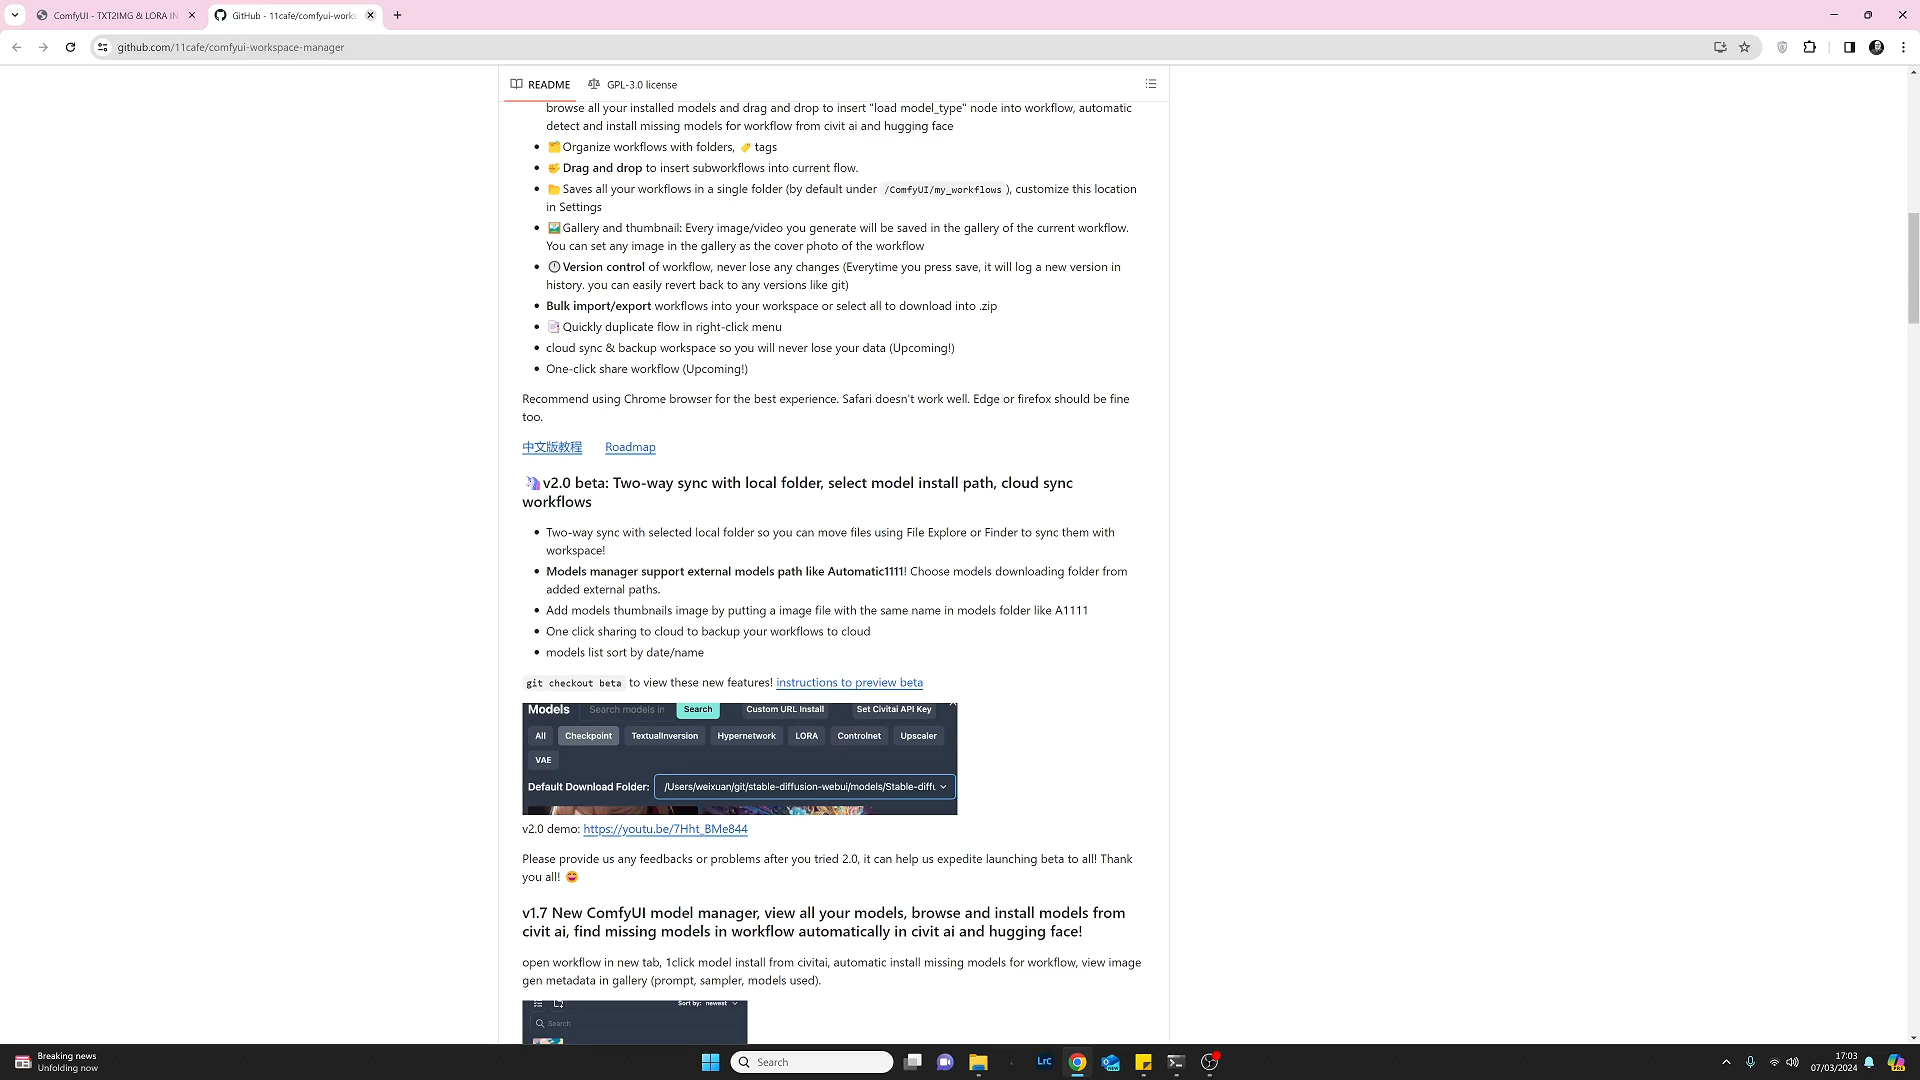 ComfyUI - TXT2IMG & LORA IN
GitHub - 11cafe/comfyui-works
github.com/11cafe/comfyui-workspace-manager
README
GPL-3.0 license
browse all your installed models and drag and drop to insert "load model_type" node into workflow, automatic
detect and install missing models for workflow from civit ai and hugging face
🗂️Organize workflows with folders, 🏷️ tags
Drag and drop to insert subworkflows into current flow.
📁Saves all your workflows in a single folder (by default under /ComfyUI/my_workflows ), customize this location
in Settings
🖼️Gallery and thumbnail: Every image/video you generate will be saved in the gallery of the current workflow.
You can set any image in the gallery as the cover photo of the workflow
Version control of workflow, never lose any changes (Everytime you press save, it will log a new version in
history. you can easily revert back to any versions like git)
Bulk import/export workflows into your workspace or select all to download into .zip
📑Quickly duplicate flow in right-click menu
cloud sync & backup workspace so you will never lose your data (Upcoming!)
One-click share workflow (Upcoming!)
Recommend using Chrome browser for the best experience. Safari doesn't work well. Edge or firefox should be fine
too.
中文版教程 Roadmap
🦄v2.0 beta: Two-way sync with local folder, select model install path, cloud sync
workflows
Two-way sync with selected local folder so you can move files using File Explore or Finder to sync them with
workspace!
Models manager support external models path like Automatic1111! Choose models downloading folder from
added external paths.
Add models thumbnails image by putting a image file with the same name in models folder like A1111
One click sharing to cloud to backup your workflows to cloud
models list sort by date/name
git checkout beta to view these new features! instructions to preview beta
Models Search models in Search Custom URL Install Set Civitai API Key
All Checkpoint TextualInversion Hypernetwork LORA Controlnet Upscaler
VAE
Default Download Folder: /Users/weixuan/git/stable-diffusion-webui/models/Stable-diffu
v2.0 demo: https://youtu.be/7Hht_BMe844
Please provide us any feedbacks or problems after you tried 2.0, it can help us expedite launching beta to all! Thank
you all! 😄
v1.7 New ComfyUI model manager, view all your models, browse and install models from
civit ai, find missing models in workflow automatically in civit ai and hugging face!
open workflow in new tab, 1click model install from civitai, automatic install missing models for workflow, view image
gen metadata in gallery (prompt, sampler, models used).
Sort by: newest
Search
Breaking news
Unfolding now
Search
LrC
NEW
PRE
17:03
07/03/2024